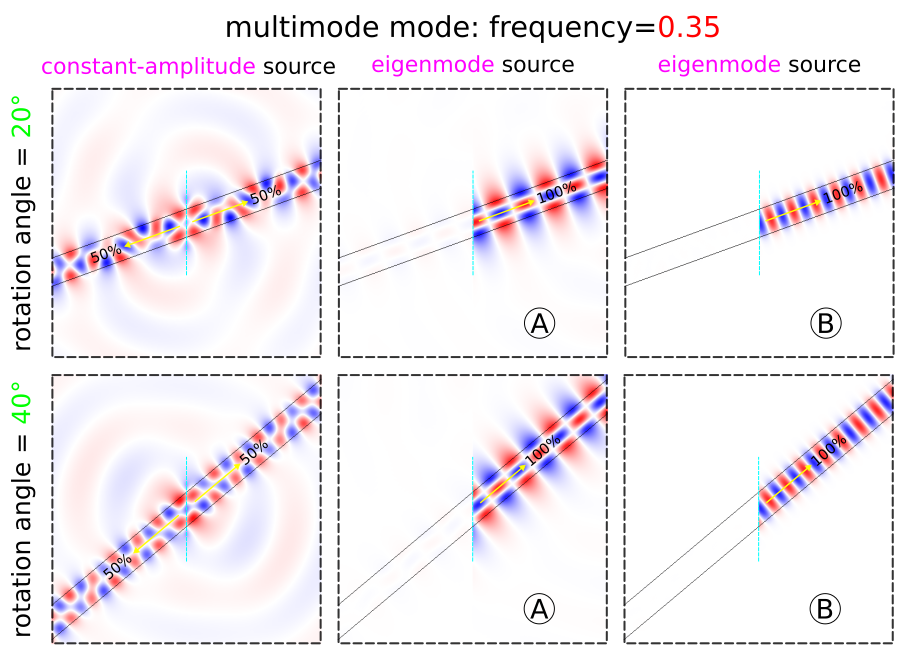 multimode mode: frequency=0.35
constant-amplitude source
eigenmode source
eigenmode source
rotation angle = 20°
50%
50%
100%
A
100%
B
rotation angle = 40°
50%
50%
100%
A
100%
B